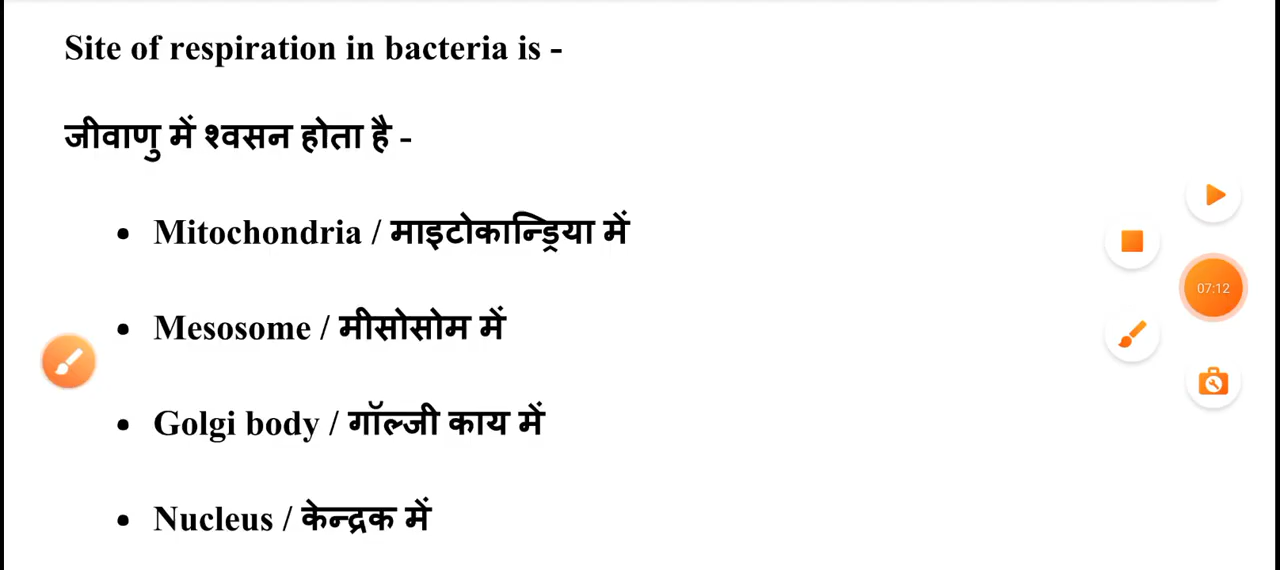 Site of respiration in bacteria is -
जीवाणु में श्वसन होता है -
• Mitochondria / माइटोकान्ड्रिया में
• Mesosome / मीसोसोम में
• Golgi body / गॉल्जी काय में
• Nucleus / केन्द्रक में
07:12